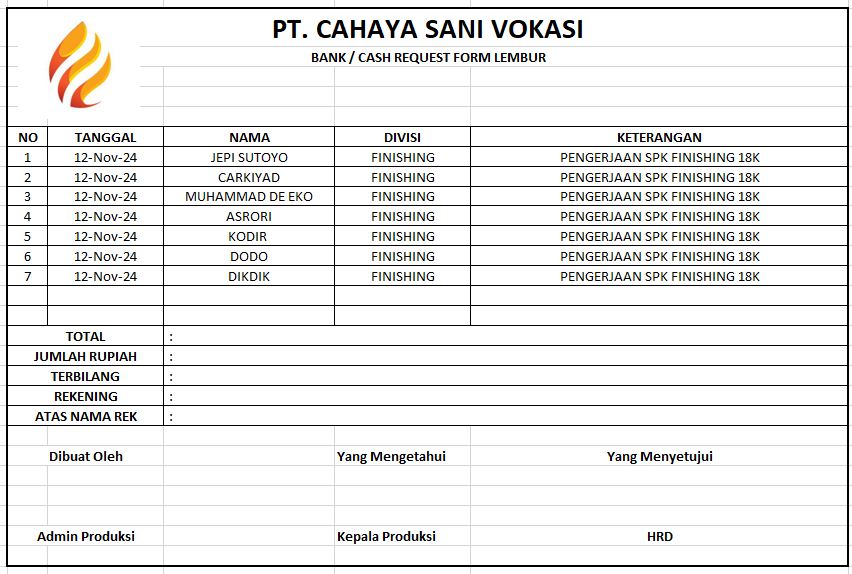 PT. CAHAYA SANI VOKASI
BANK / CASH REQUEST FORM LEMBUR
NO TANGGAL NAMA DIVISI KETERANGAN
1 12-Nov-24 JEPI SUTOYO FINISHING PENGERJAAN SPK FINISHING 18K
2 12-Nov-24 CARKIYAD FINISHING PENGERJAAN SPK FINISHING 18K
3 12-Nov-24 MUHAMMAD DE EKO FINISHING PENGERJAAN SPK FINISHING 18K
4 12-Nov-24 ASRORI FINISHING PENGERJAAN SPK FINISHING 18K
5 12-Nov-24 KODIR FINISHING PENGERJAAN SPK FINISHING 18K
6 12-Nov-24 DODO FINISHING PENGERJAAN SPK FINISHING 18K
7 12-Nov-24 DIKDIK FINISHING PENGERJAAN SPK FINISHING 18K
TOTAL :
JUMLAH RUPIAH :
TERBILANG :
REKENING :
ATAS NAMA REK :
Dibuat Oleh Yang Mengetahui Yang Menyetujui
Admin Produksi Kepala Produksi HRD